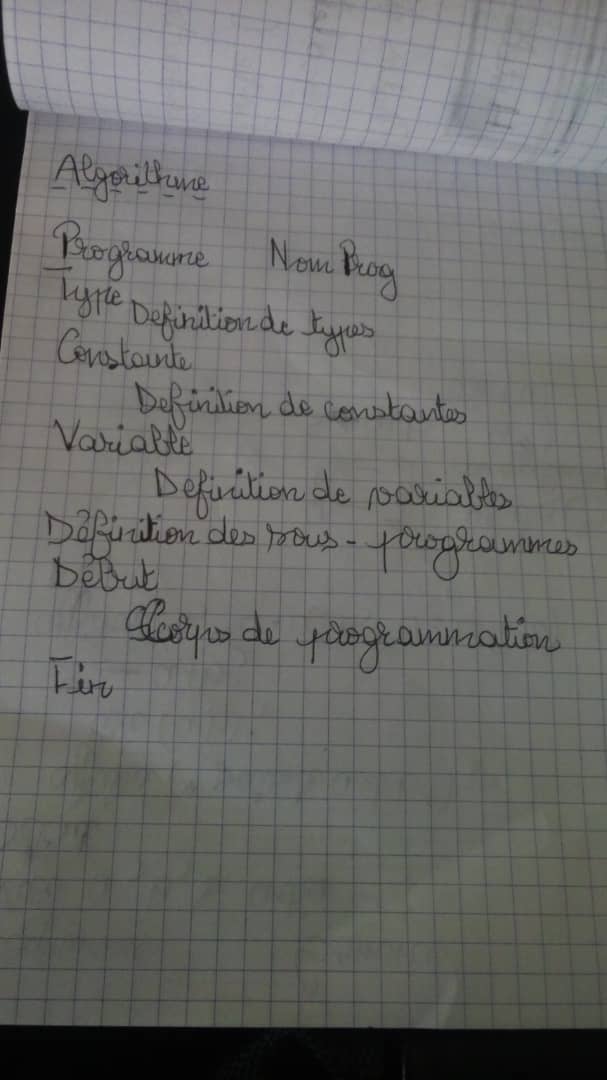 Algorithme
Programme Nom Prog
Type
Definition de types
Constante
Definition de constantes
Variable
Definition de variables
Définition des sous-programmes
Début
corps de programmation
Fin